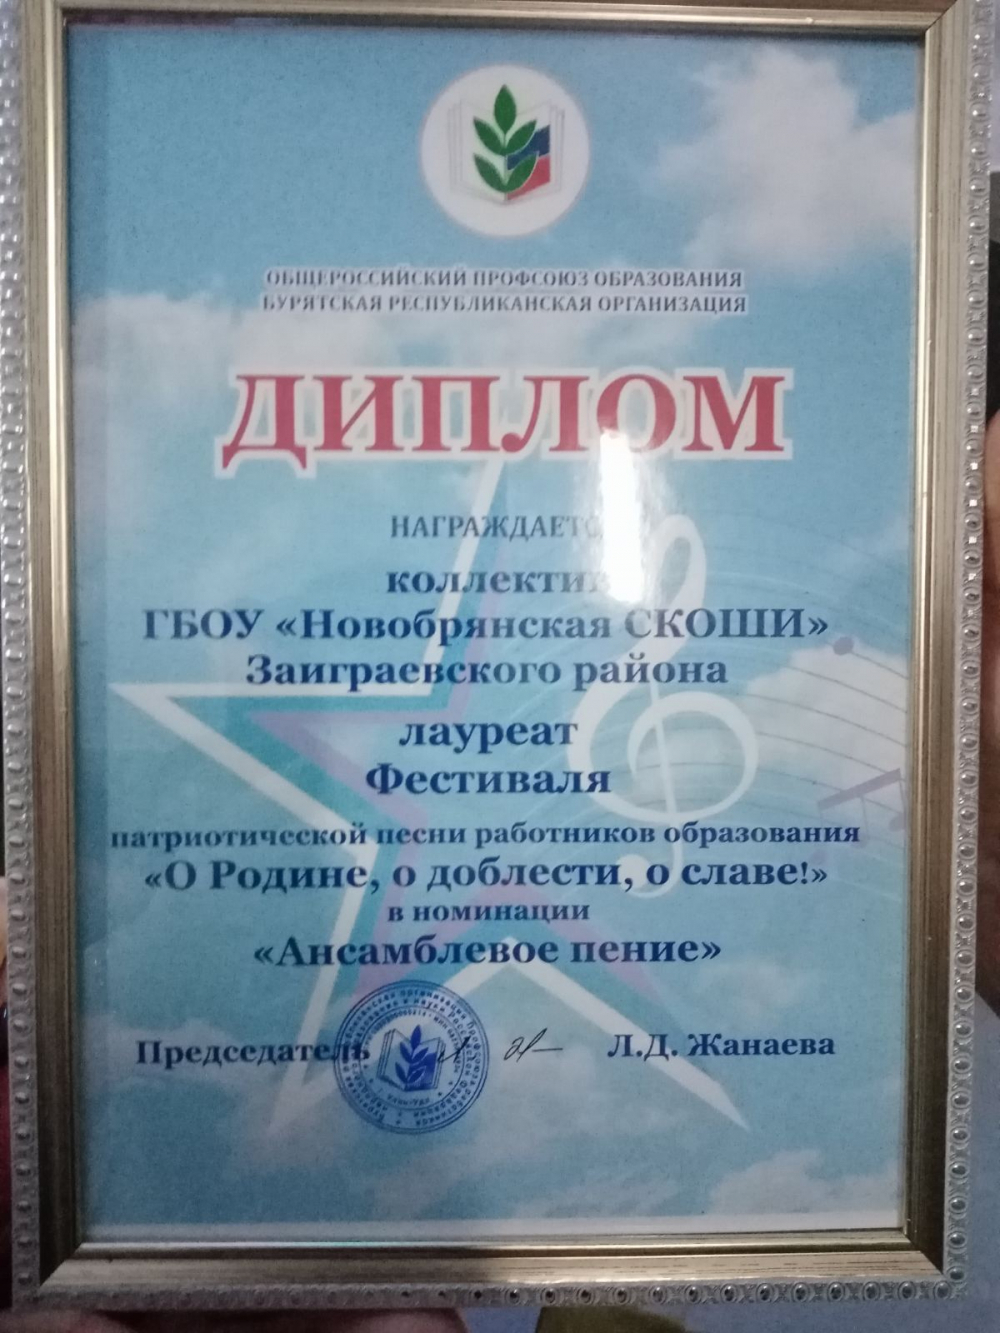 ОБЩЕРОССИЙСКИЙ ПРОФСОЮЗ ОБРАЗОВАНИЯ
БУРЯТСКАЯ РЕСПУБЛИКАНСКАЯ ОРГАНИЗАЦИЯ
ДИПЛОМ
НАГРАЖДАЕТСЯ
коллектив
ГБОУ «Новобрянская СКОШИ»
Заиграевского района
лауреат
Фестиваля
патриотической песни работников образования
«О Родине, о доблести, о славе!»
в номинации
«Ансамблевое пение»
Председатель Л.Д. Жанаева